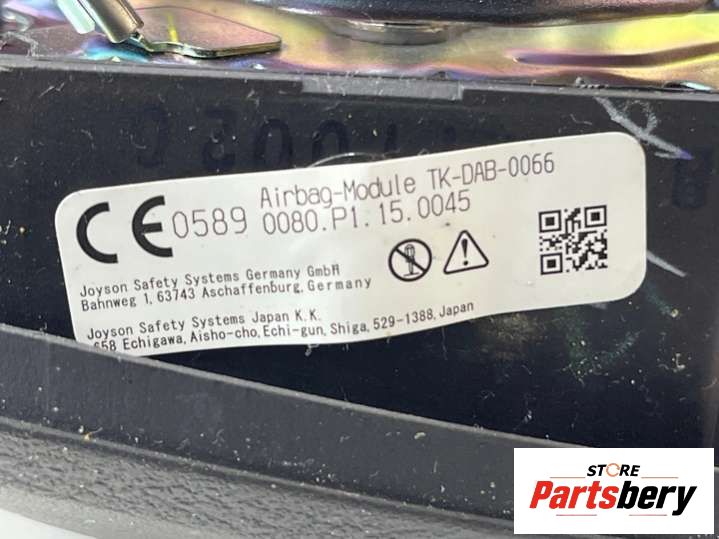 CE 0589 Airbag-Module TK-DAB-0066
0080.P1.15.0045
Joyson Safety Systems Germany GmbH
Bahnweg 1, 63743 Aschaffenburg, Germany
Joyson Safety Systems Japan K.K.
658 Echigawa, Aisho-cho, Echi-gun, Shiga, 529-1388, Japan
STORE
Partsbery